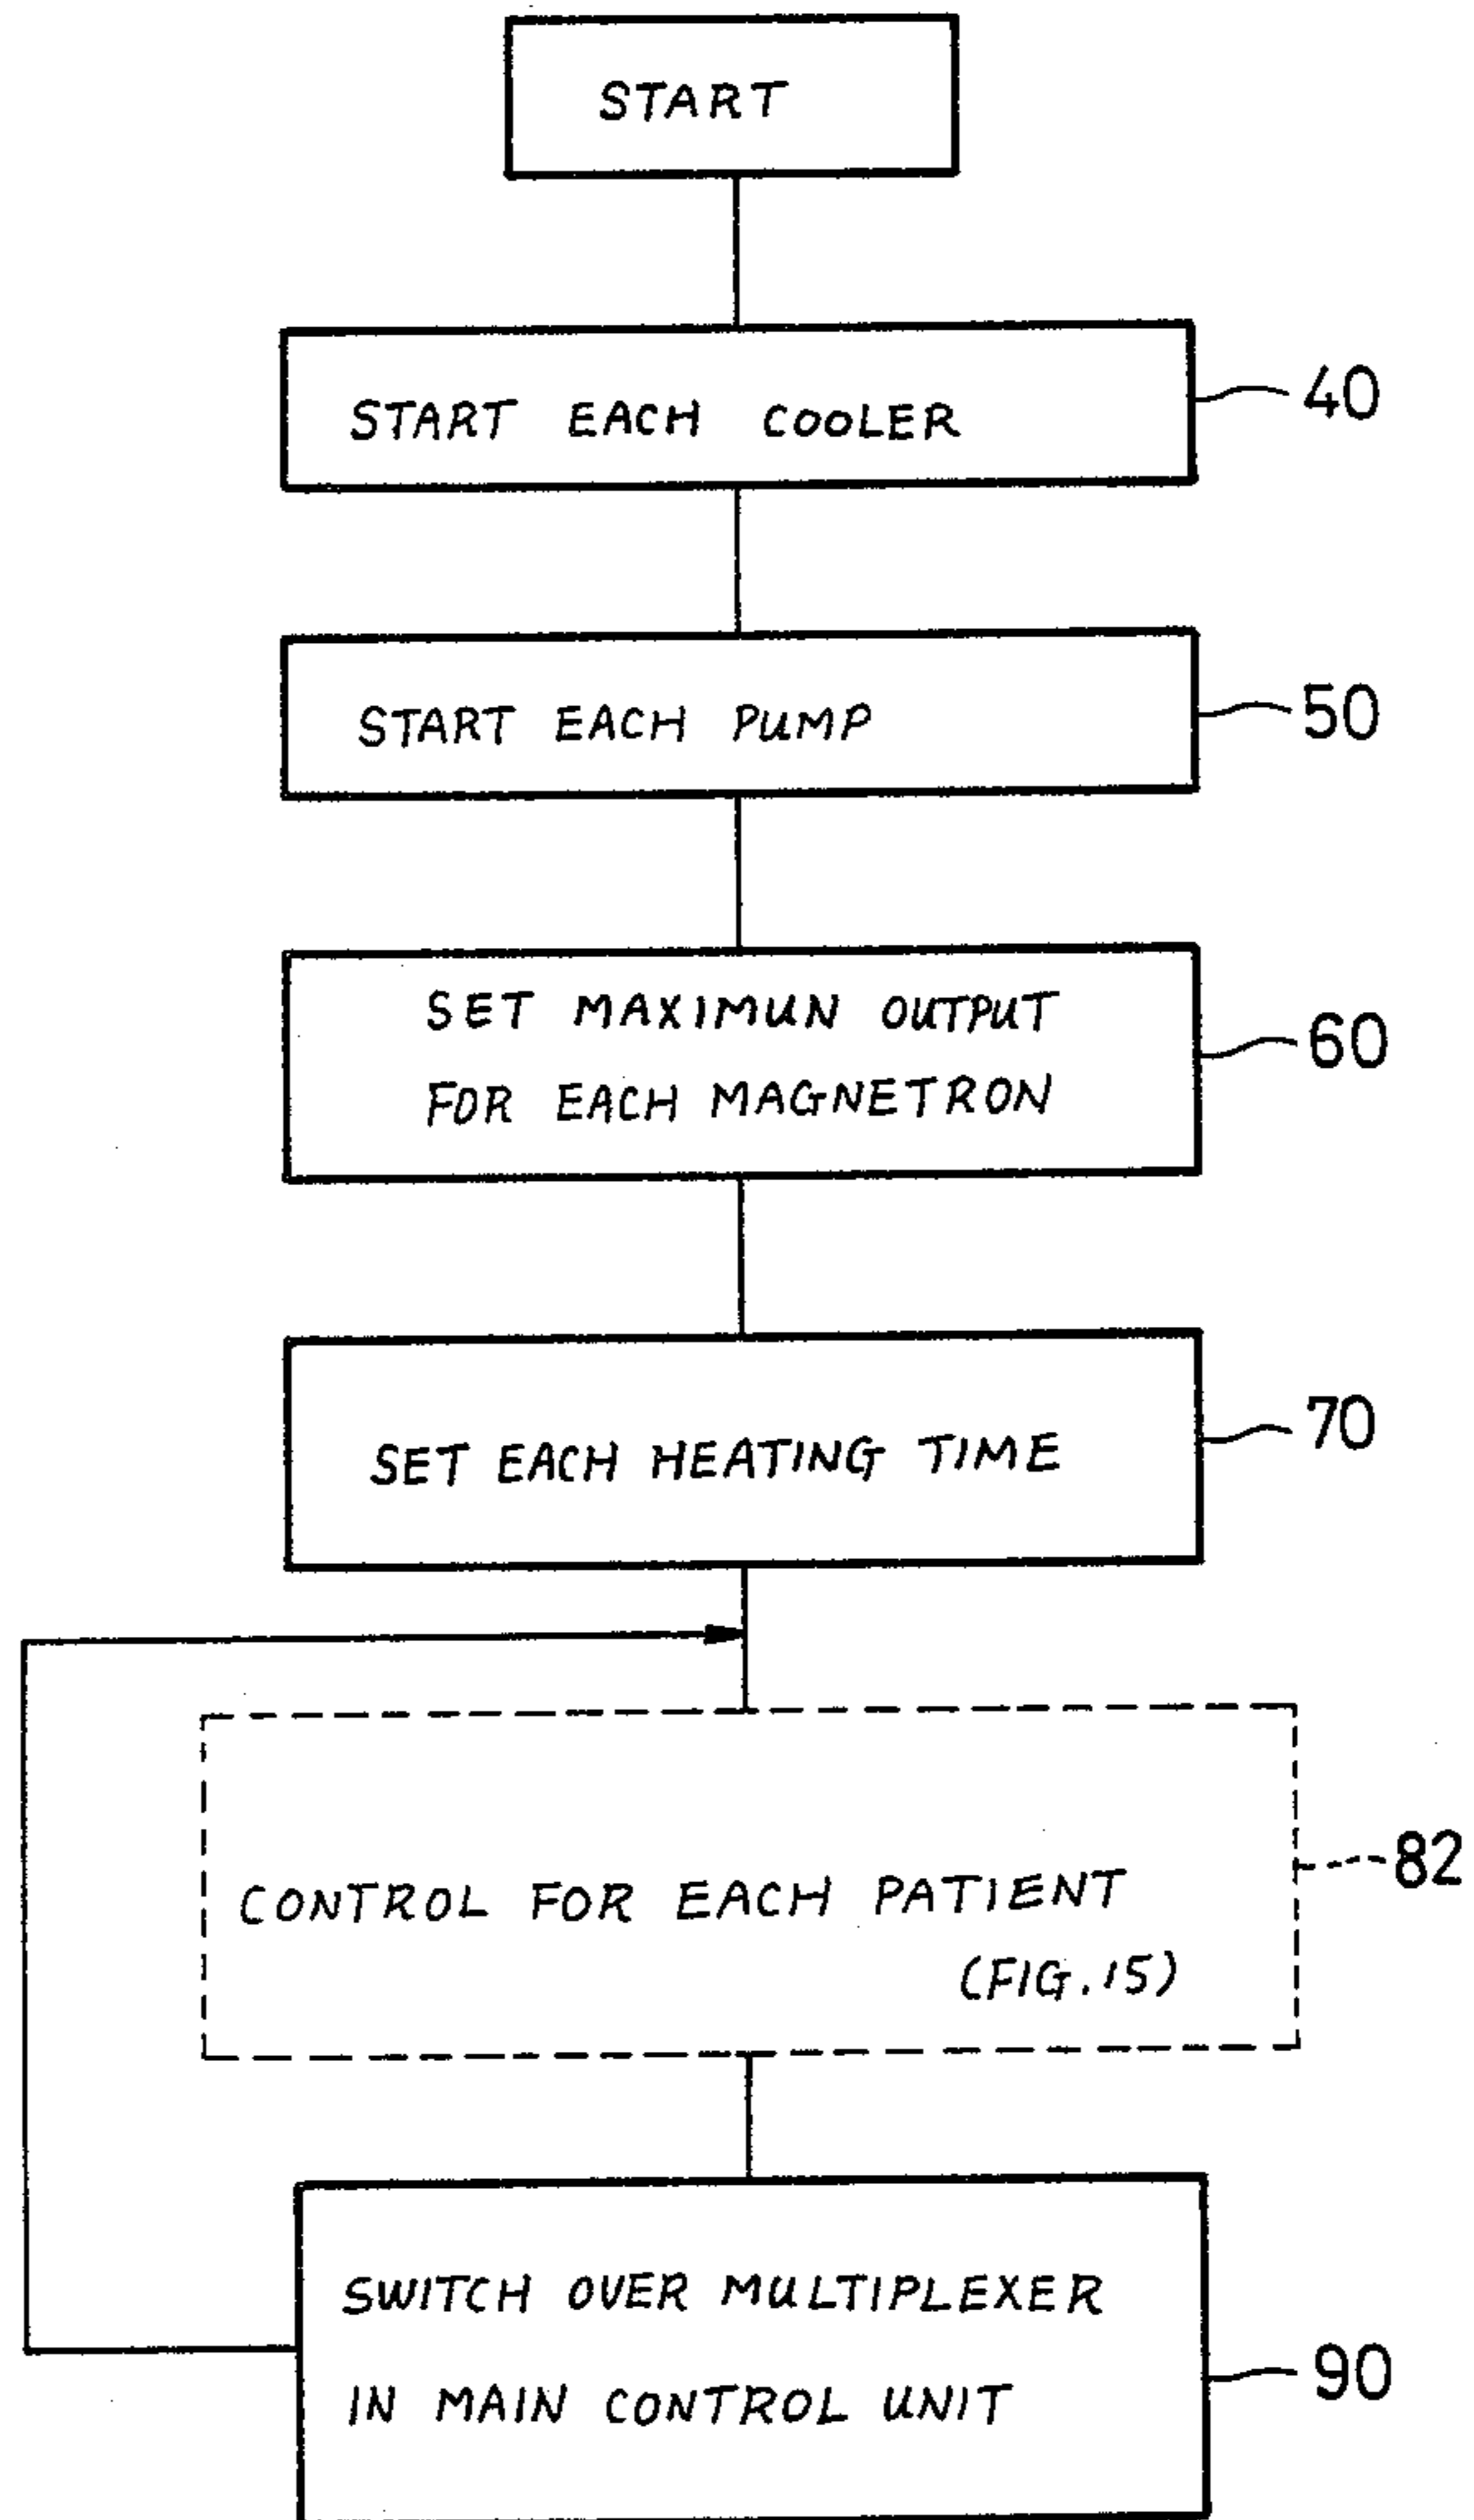 START
START EACH COOLER
40
START EACH PUMP
50
SET MAXIMUN OUTPUT
FOR EACH MAGNETRON
60
SET EACH HEATING TIME
70
CONTROL FOR EACH PATIENT
(FIG. 15)
82
SWITCH OVER MULTIPLEXER
IN MAIN CONTROL UNIT
90